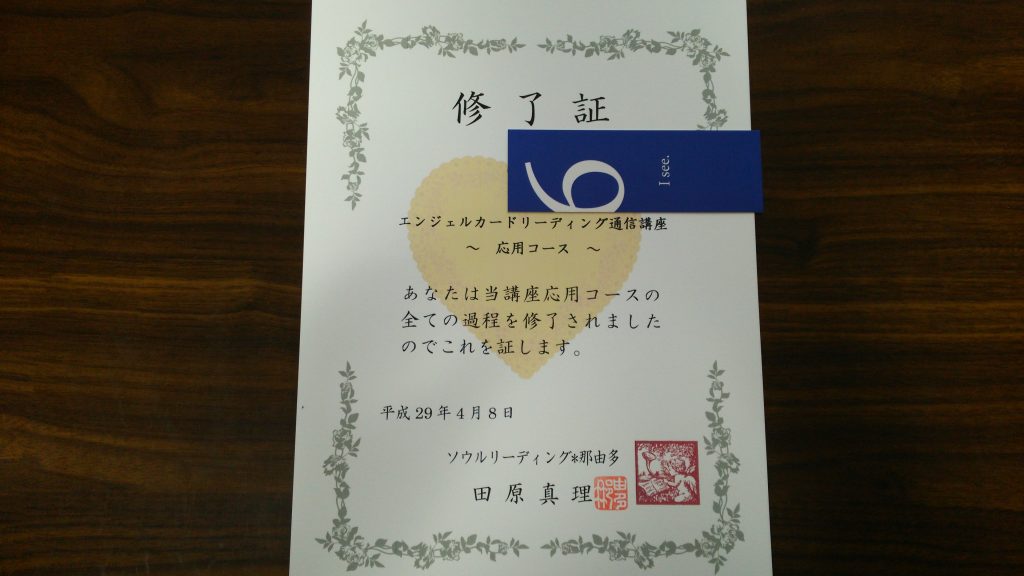 修了証
6
I see.
エンジェルカードリーディング通信講座
～ 応用コース ～
あなたは当講座応用コースの
全ての過程を修了されました
のでこれを証します。
平成29年4月8日
ソウルリーディング*那由多
田原真理